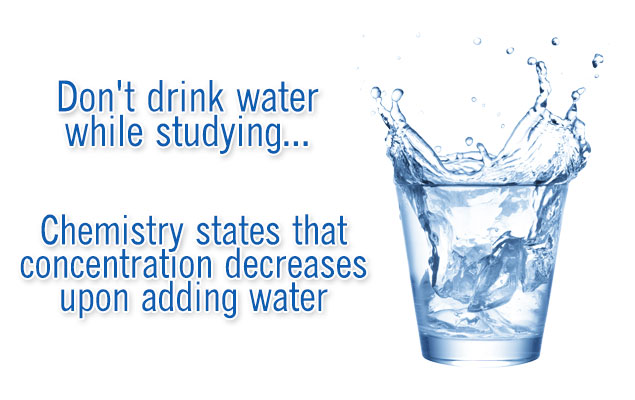 Don't drink water
while studying...
Chemistry states that
concentration decreases
upon adding water